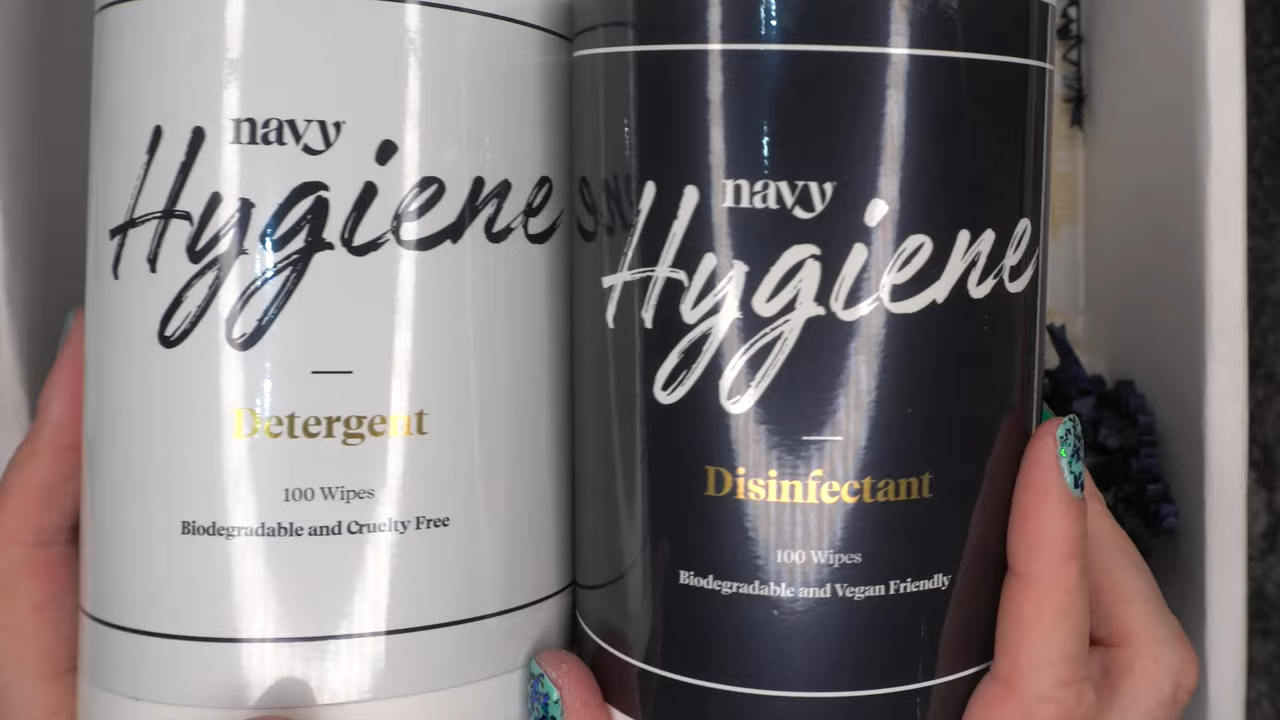 navy
Hygiene
Detergent
100 Wipes
Biodegradable and Cruelty Free
navy
Hygiene
Disinfectant
100 Wipes
Biodegradable and Vegan Friendly